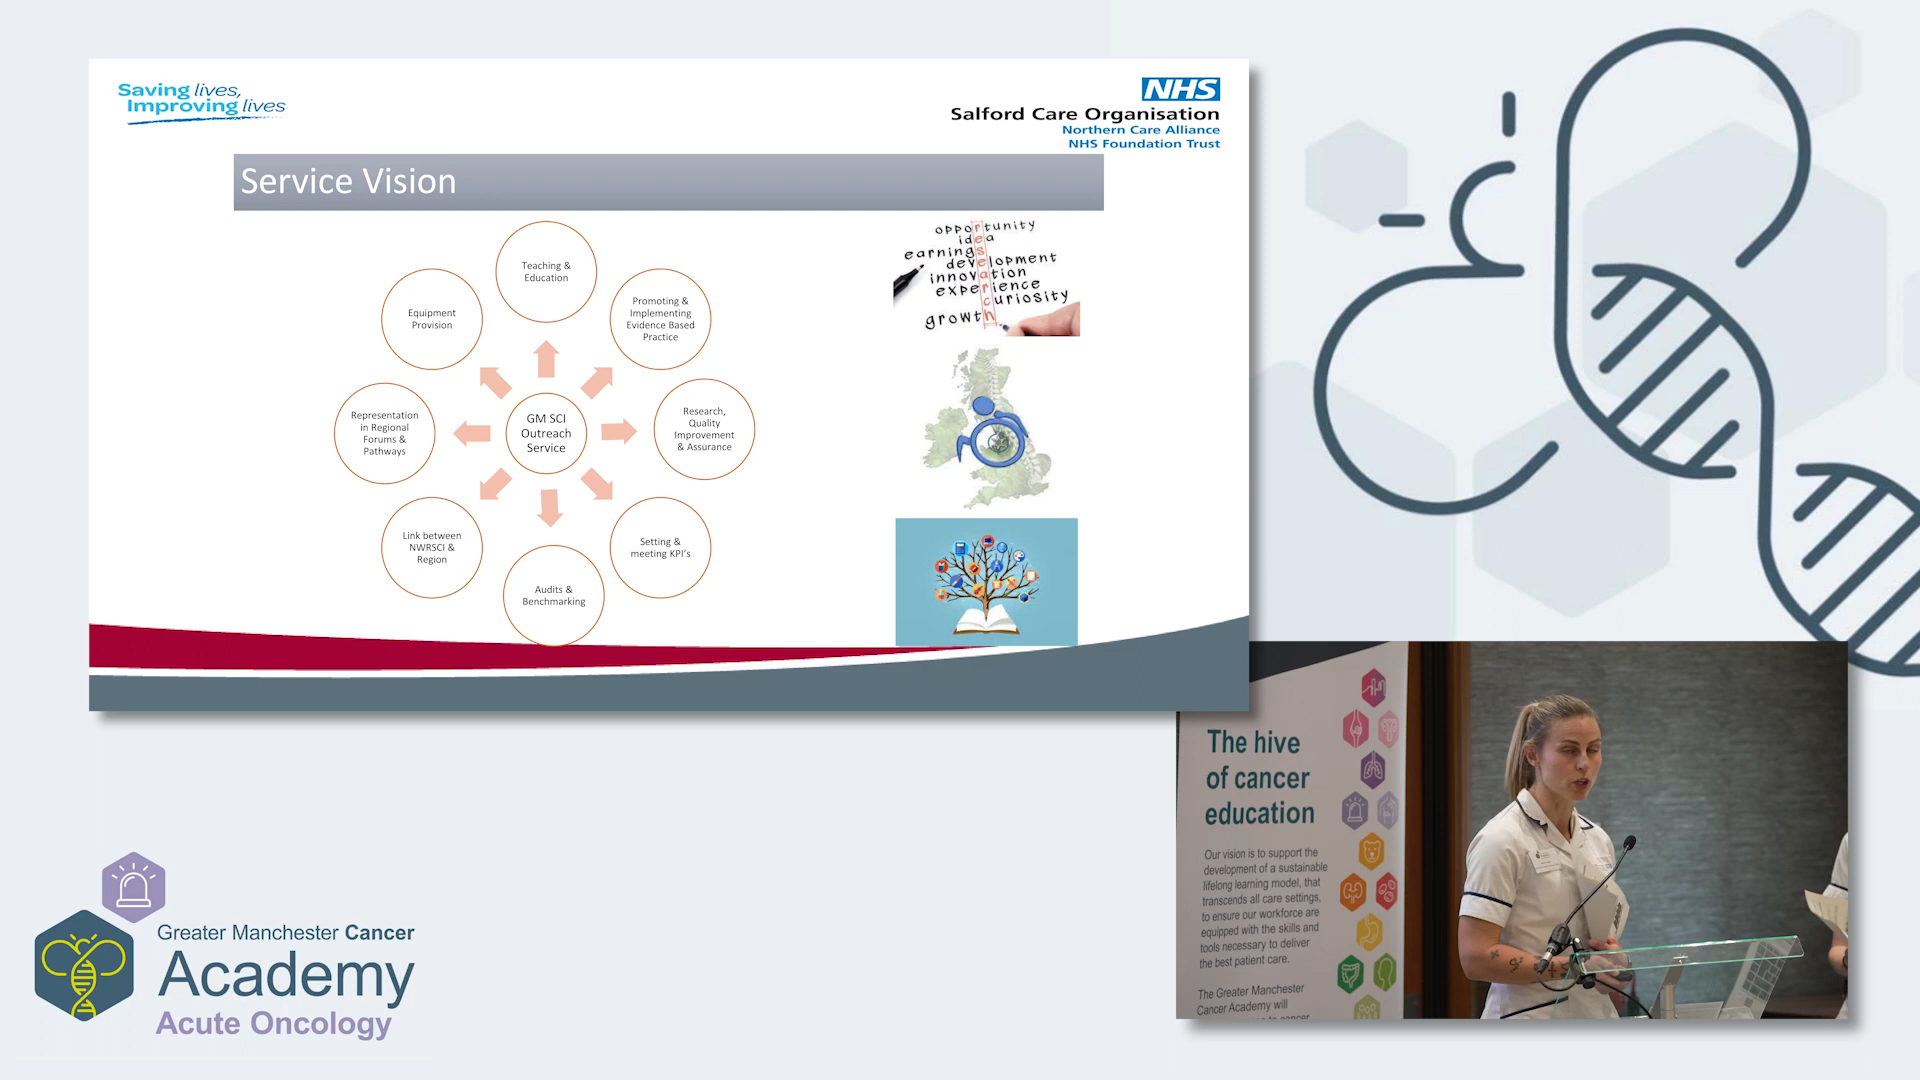 Saving lives,
Improving lives
NHS
Salford Care Organisation
Northern Care Alliance
NHS Foundation Trust
Service Vision
Teaching &
Education
Promoting &
Implementing
Evidence Based
Practice
Research,
Quality
Improvement
& Assurance
Setting &
meeting KPI's
Audits &
Benchmarking
Link between
NWRSCI &
Region
Representation
in Regional
Forums &
Pathways
Equipment
Provision
GM SCI
Outreach
Service
opportunity
idea
earning
development
innovation
experience
curiosity
growth
The hive
of cancer
education
Our vision is to support the
development of a sustainable
lifelong learning model, that
transcends all care settings,
to ensure our workforce are
equipped with the skills and
tools necessary to deliver
the best patient care.
The Greater Manchester
Cancer Academy will
to cancer
Greater Manchester Cancer
Academy
Acute Oncology